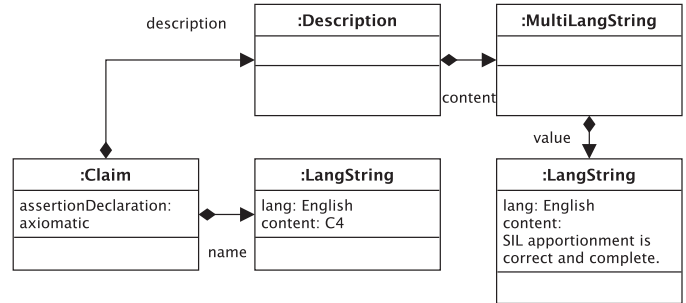 description
:Description
:MultiLangString
content
value
:Claim
assertionDeclaration:
axiomatic
name
:LangString
lang: English
content: C4
:LangString
lang: English
content:
SIL apportionment is
correct and complete.